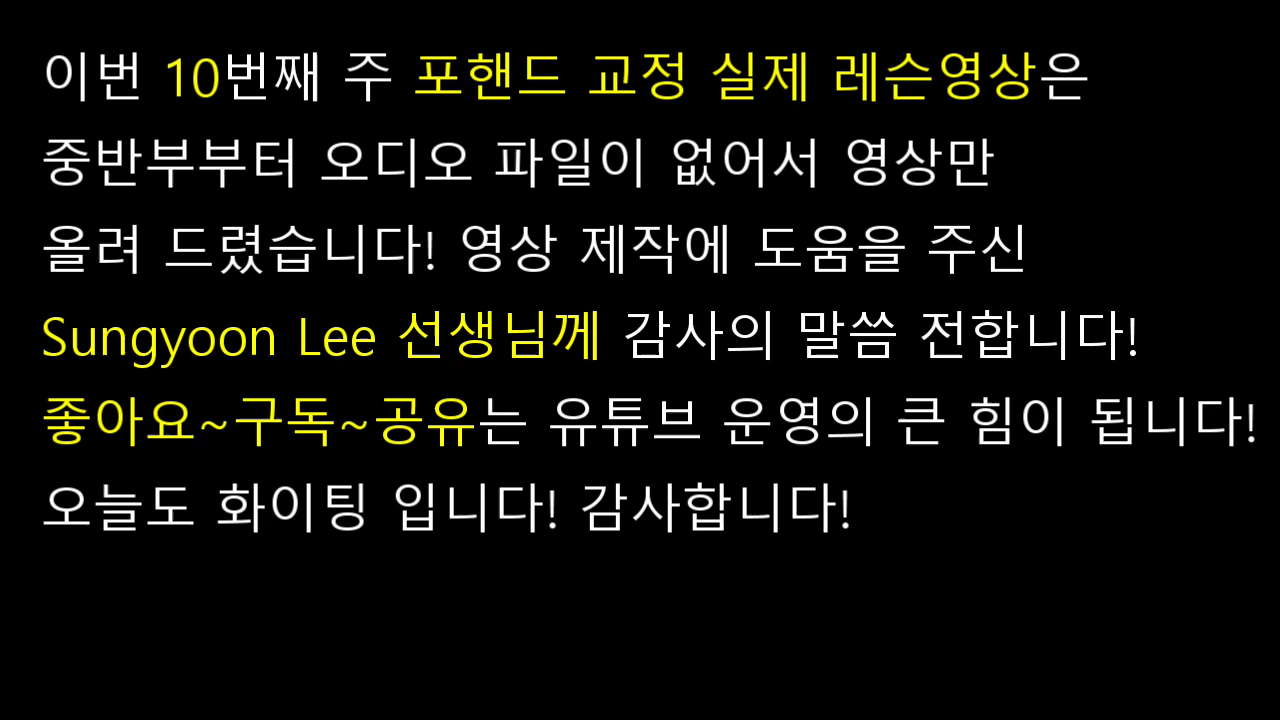 이번 10번째 주 포핸드 교정 실제 레슨영상은
중반부부터 오디오 파일이 없어서 영상만
올려 드렸습니다! 영상 제작에 도움을 주신
Sungyoon Lee 선생님께 감사의 말씀 전합니다!
좋아요~구독~공유는 유튜브 운영의 큰 힘이 됩니다!
오늘도 화이팅 입니다! 감사합니다!